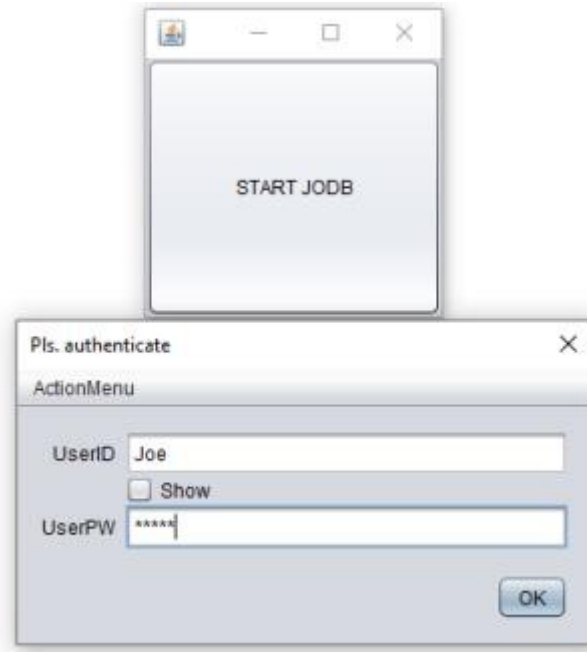 START JODB
Pls. authenticate
ActionMenu
UserID Joe
Show
UserPW *****
OK